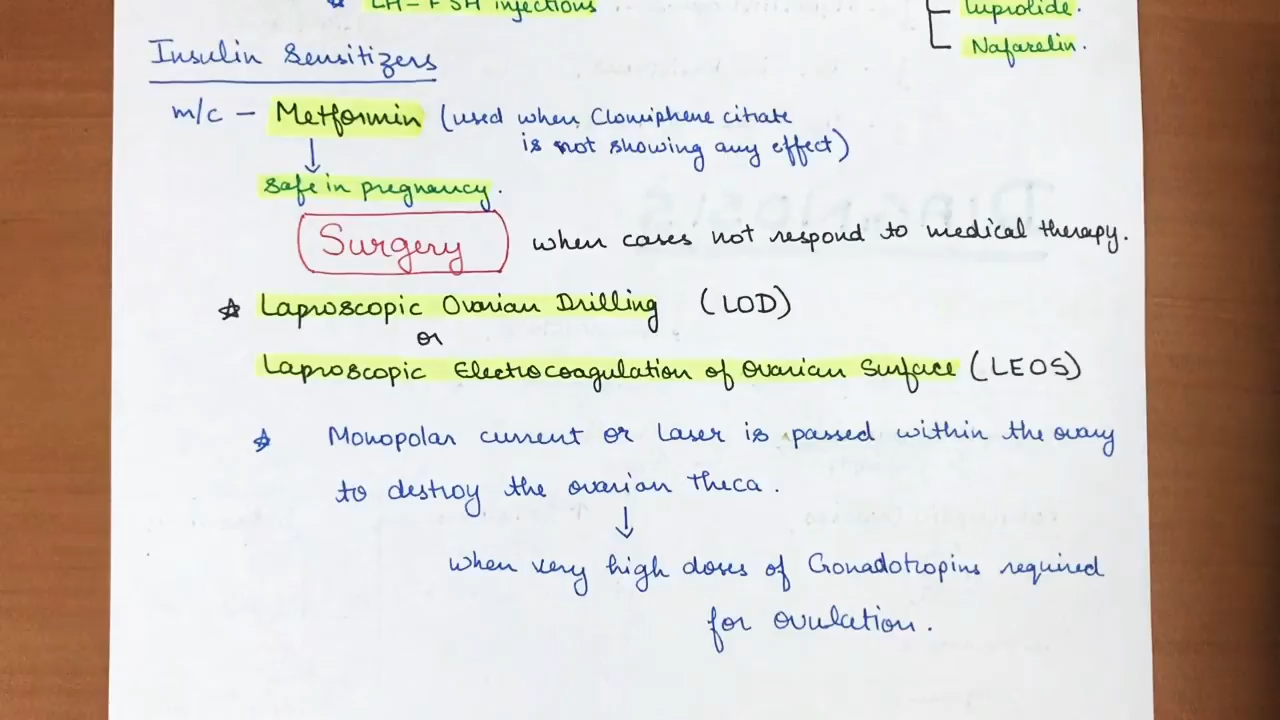 LH-FSH injections
Luprolide.
Nafarelin.
Insulin Sensitizers
m/c - Metformin (used when Clomiphene citrate
is not showing any effect)
↓
safe in pregnancy.
Surgery when cases not respond to medical therapy.
☆ Laproscopic Ovarian Drilling (LOD)
or
Laproscopic Electrocoagulation of Ovarian Surface (LEOS)
☆ Monopolar current or laser is passed within the ovary
to destroy the ovarian theca.
↓
when very high doses of Gonadotropins required
for ovulation.